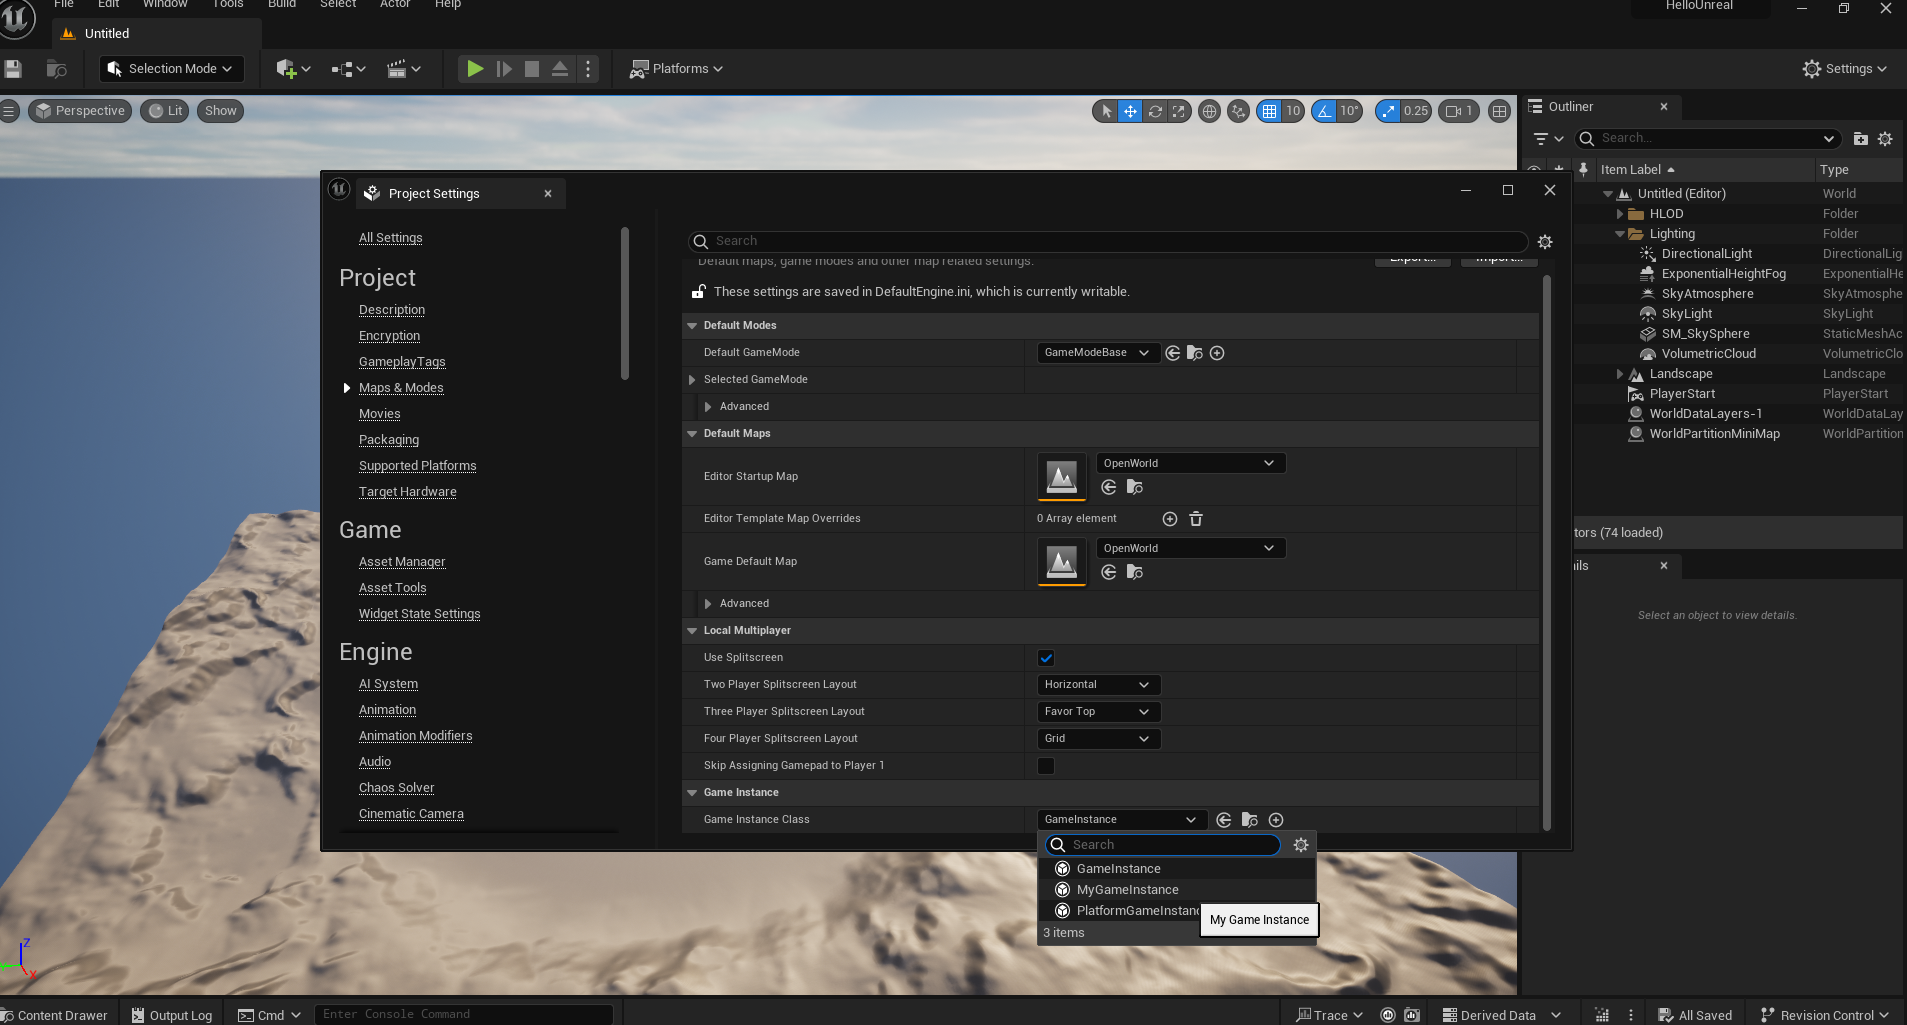 File Edit Window Tools Build Select Actor Help
HelloUnreal
Untitled
Selection Mode
Platforms
Settings
Perspective
Lit
Show
10
10°
0.25
1
Outliner
Search...
Item Label
Type
Untitled (Editor) World
HLOD Folder
Lighting Folder
DirectionalLight DirectionalLig
ExponentialHeightFog ExponentialHe
SkyAtmosphere SkyAtmosphe
SkyLight SkyLight
SM_SkySphere StaticMeshAc
VolumetricCloud VolumetricClo
Landscape Landscape
PlayerStart PlayerStart
WorldDataLayers-1 WorldDataLay
WorldPartitionMiniMap WorldPartition
tors (74 loaded)
ils
Select an object to view details.
Project Settings
All Settings
Project
Description
Encryption
GameplayTags
Maps & Modes
Movies
Packaging
Supported Platforms
Target Hardware
Game
Asset Manager
Asset Tools
Widget State Settings
Engine
AI System
Animation
Animation Modifiers
Audio
Chaos Solver
Cinematic Camera
Search
Default maps, game modes and other map related settings.
Export... Import...
These settings are saved in DefaultEngine.ini, which is currently writable.
Default Modes
Default GameMode GameModeBase
Selected GameMode
Advanced
Default Maps
Editor Startup Map OpenWorld
Editor Template Map Overrides 0 Array element
Game Default Map OpenWorld
Advanced
Local Multiplayer
Use Splitscreen
Two Player Splitscreen Layout Horizontal
Three Player Splitscreen Layout Favor Top
Four Player Splitscreen Layout Grid
Skip Assigning Gamepad to Player 1
Game Instance
Game Instance Class GameInstance
Search
GameInstance
MyGameInstance
PlatformGameInstanc
My Game Instance
3 items
Z
X
Content Drawer
Output Log
Cmd
Enter Console Command
Trace
Derived Data
All Saved
Revision Control